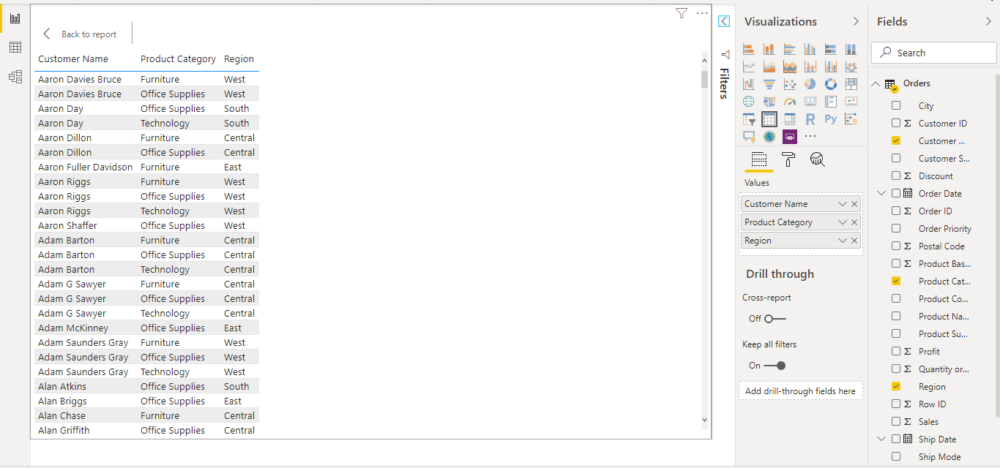 Back to report
Customer Name Product Category Region
Aaron Davies Bruce Furniture West
Aaron Davies Bruce Office Supplies West
Aaron Day Office Supplies South
Aaron Day Technology South
Aaron Dillon Furniture Central
Aaron Dillon Office Supplies Central
Aaron Fuller Davidson Furniture East
Aaron Riggs Furniture West
Aaron Riggs Office Supplies West
Aaron Riggs Technology West
Aaron Shaffer Office Supplies West
Adam Barton Furniture Central
Adam Barton Office Supplies Central
Adam Barton Technology Central
Adam G Sawyer Furniture Central
Adam G Sawyer Office Supplies Central
Adam G Sawyer Technology Central
Adam McKinney Office Supplies East
Adam Saunders Gray Furniture West
Adam Saunders Gray Office Supplies West
Adam Saunders Gray Technology West
Alan Atkins Office Supplies South
Alan Briggs Office Supplies East
Alan Chase Furniture Central
Alan Griffith Office Supplies Central
Filters
Visualizations
R Py
Values
Customer Name
Product Category
Region
Drill through
Cross-report
Off
Keep all filters
On
Add drill-through fields here
Fields
Search
Orders
City
Σ Customer ID
Customer ...
Customer S...
Σ Discount
Order Date
Σ Order ID
Order Priority
Σ Postal Code
Σ Product Bas...
Product Cat...
Product Co...
Product Na...
Product Su...
Σ Profit
Σ Quantity or...
Region
Σ Row ID
Σ Sales
Ship Date
Ship Mode